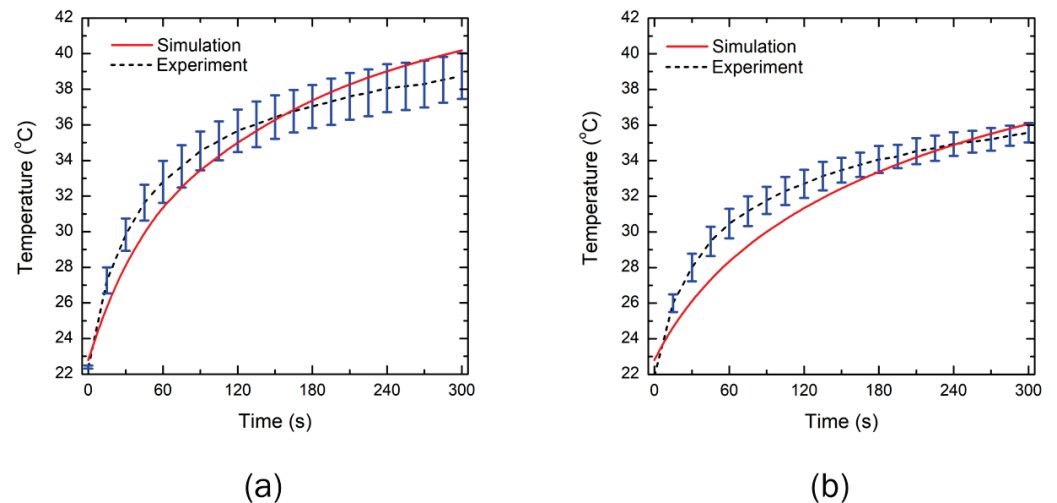 42
40
38
36
34
32
30
28
26
24
22
0 60 120 180 240 300
Temperature (°C)
Time (s)
Simulation
Experiment
(a)
42
40
38
36
34
32
30
28
26
24
22
0 60 120 180 240 300
Temperature (°C)
Time (s)
Simulation
Experiment
(b)